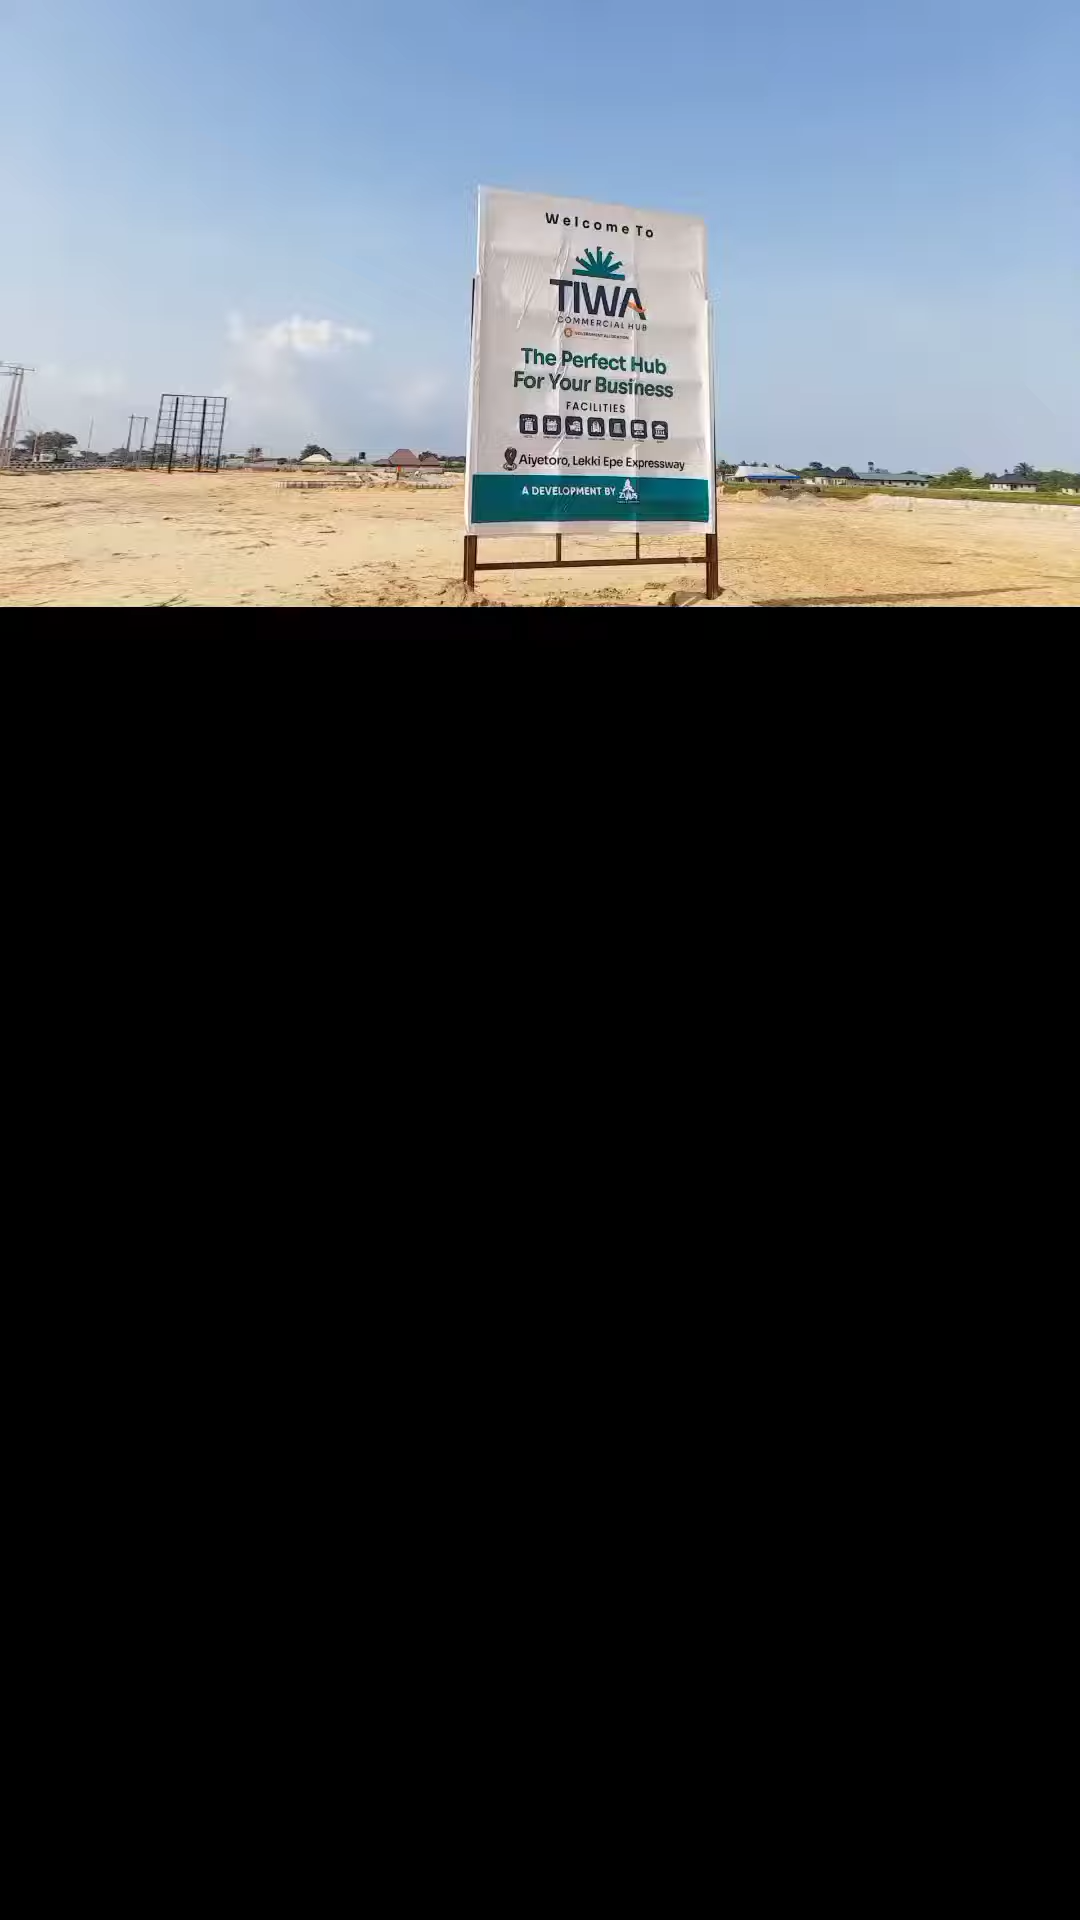 Welcome To
TIWA
COMMERCIAL HUB
The Perfect Hub
For Your Business
FACILITIES
Aiyetoro, Lekki Epe Expressway
A DEVELOPMENT BY